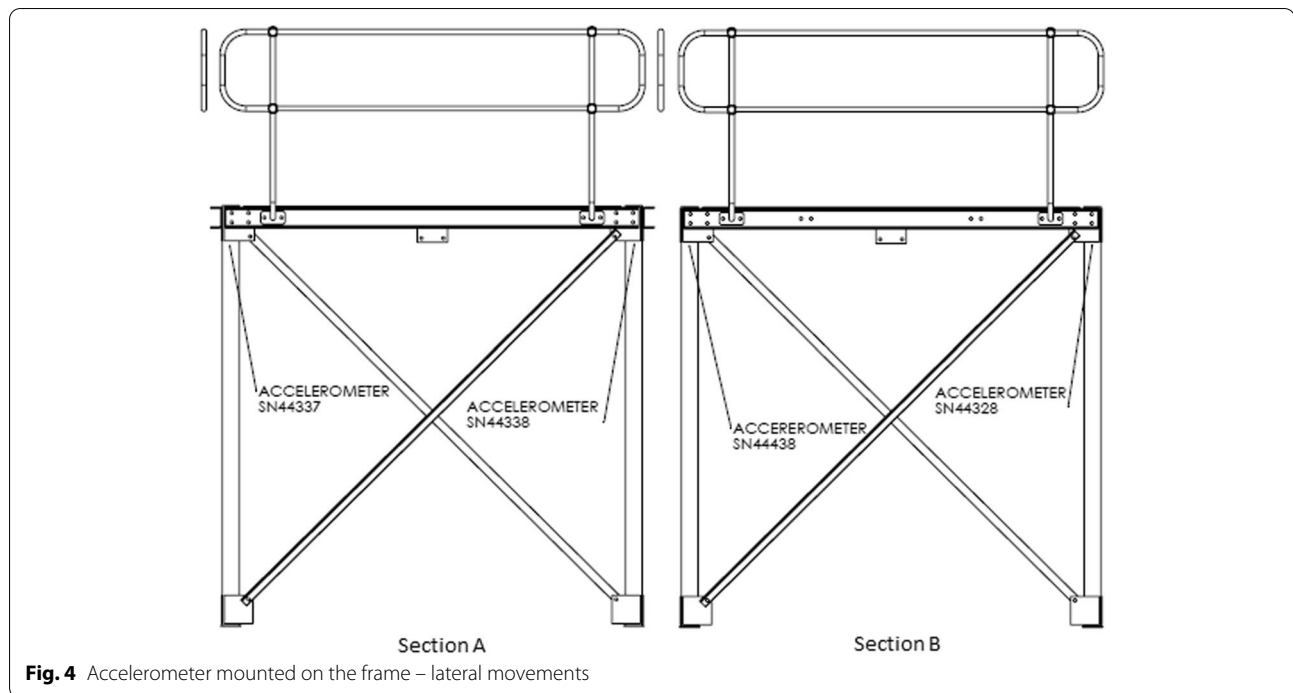 ACCELEROMETER
SN44337
ACCELEROMETER
SN44338
ACCEREROMETER
SN44438
ACCELEROMETER
SN44328
Section A
Section B
Fig. 4 Accelerometer mounted on the frame – lateral movements